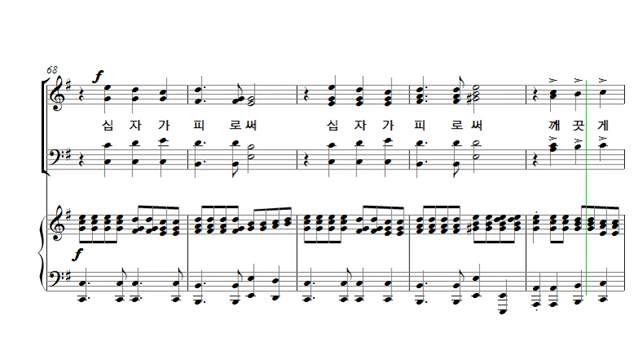 68
f
십 자 가 피 로 써 십 자 가 피 로 써 깨 끗 게
f